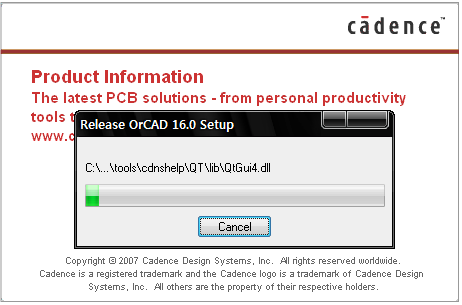 cādence™
Product Information
The latest PCB solutions - from personal productivity
tools t
www.c
Release OrCAD 16.0 Setup
C:\...\tools\cdnshelp\QT\lib\QtGui4.dll
Cancel
Copyright © 2007 Cadence Design Systems, Inc. All rights reserved worldwide.
Cadence is a registered trademark and the Cadence logo is a trademark of Cadence Design
Systems, Inc. All others are the property of their respective holders.